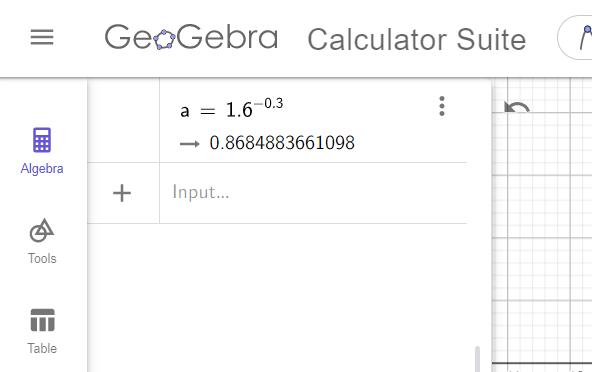 GeoGebra Calculator Suite
a = 1.6^-0.3
→ 0.8684883661098
Algebra
+ Input...
Tools
Table